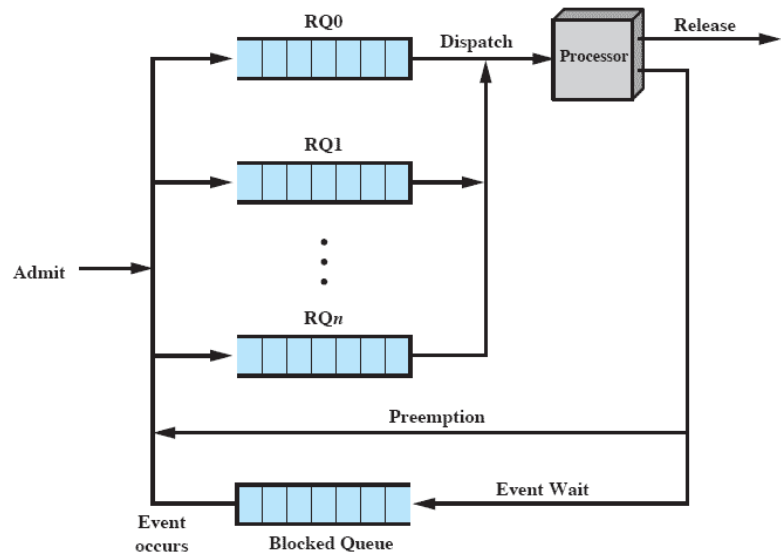 RQ0
Dispatch
Release
Processor
RQ1
Admit
RQn
Preemption
Event Wait
Event
occurs
Blocked Queue